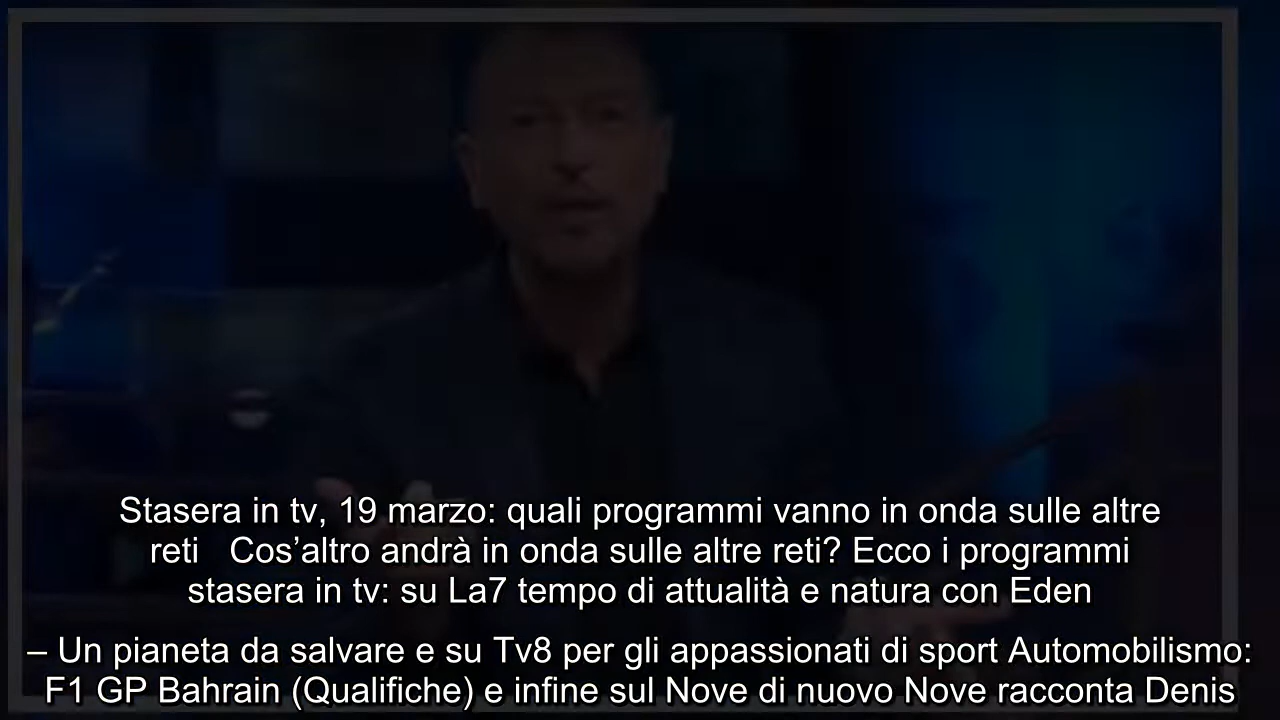 Stasera in tv, 19 marzo: quali programmi vanno in onda sulle altre
reti   Cos’altro andrà in onda sulle altre reti? Ecco i programmi
stasera in tv: su La7 tempo di attualità e natura con Eden
– Un pianeta da salvare e su Tv8 per gli appassionati di sport Automobilismo:
F1 GP Bahrain (Qualifiche) e infine sul Nove di nuovo Nove racconta Denis